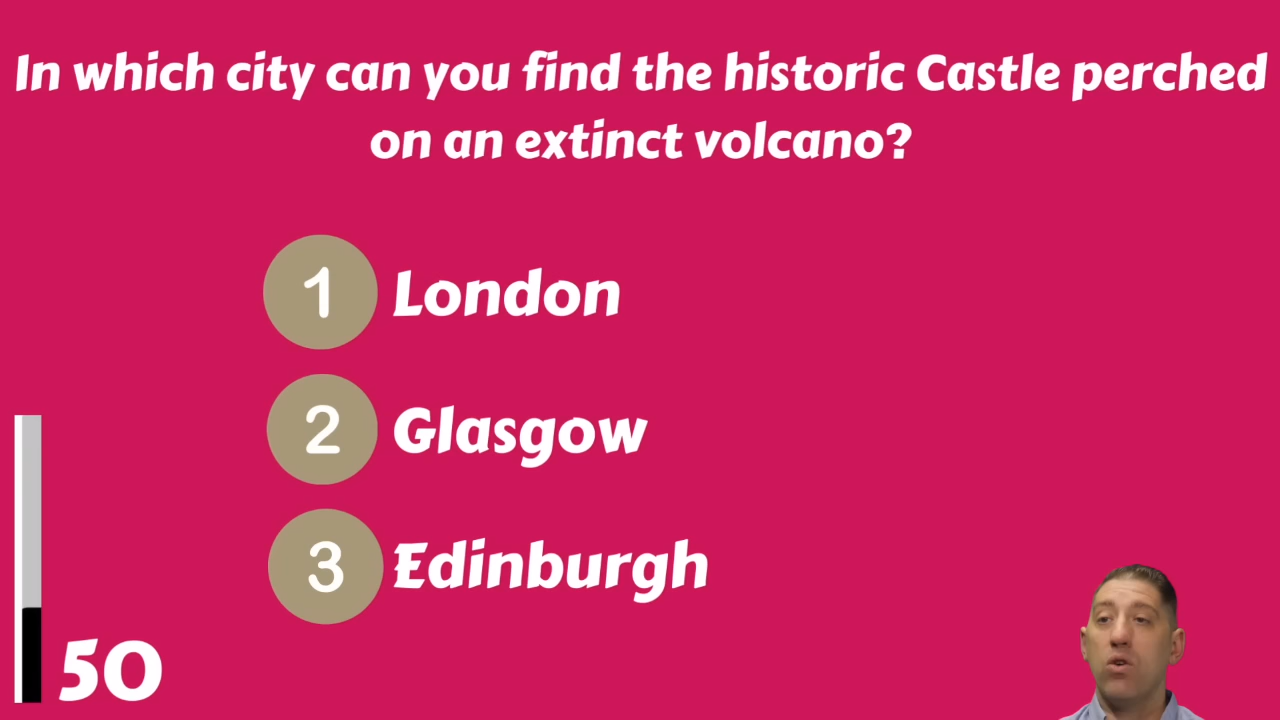 In which city can you find the historic Castle perched
on an extinct volcano?
1 London
2 Glasgow
3 Edinburgh
50